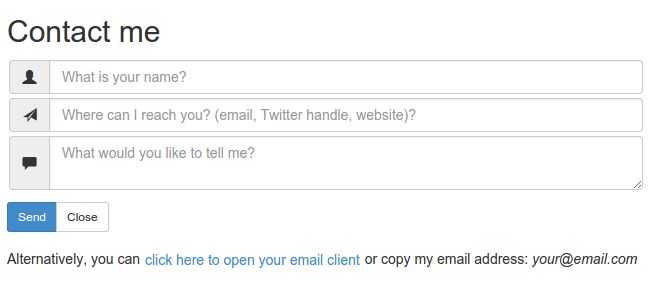 Contact me
What is your name?
Where can I reach you? (email, Twitter handle, website)?
What would you like to tell me?
Send Close
Alternatively, you can click here to open your email client or copy my email address: your@email.com